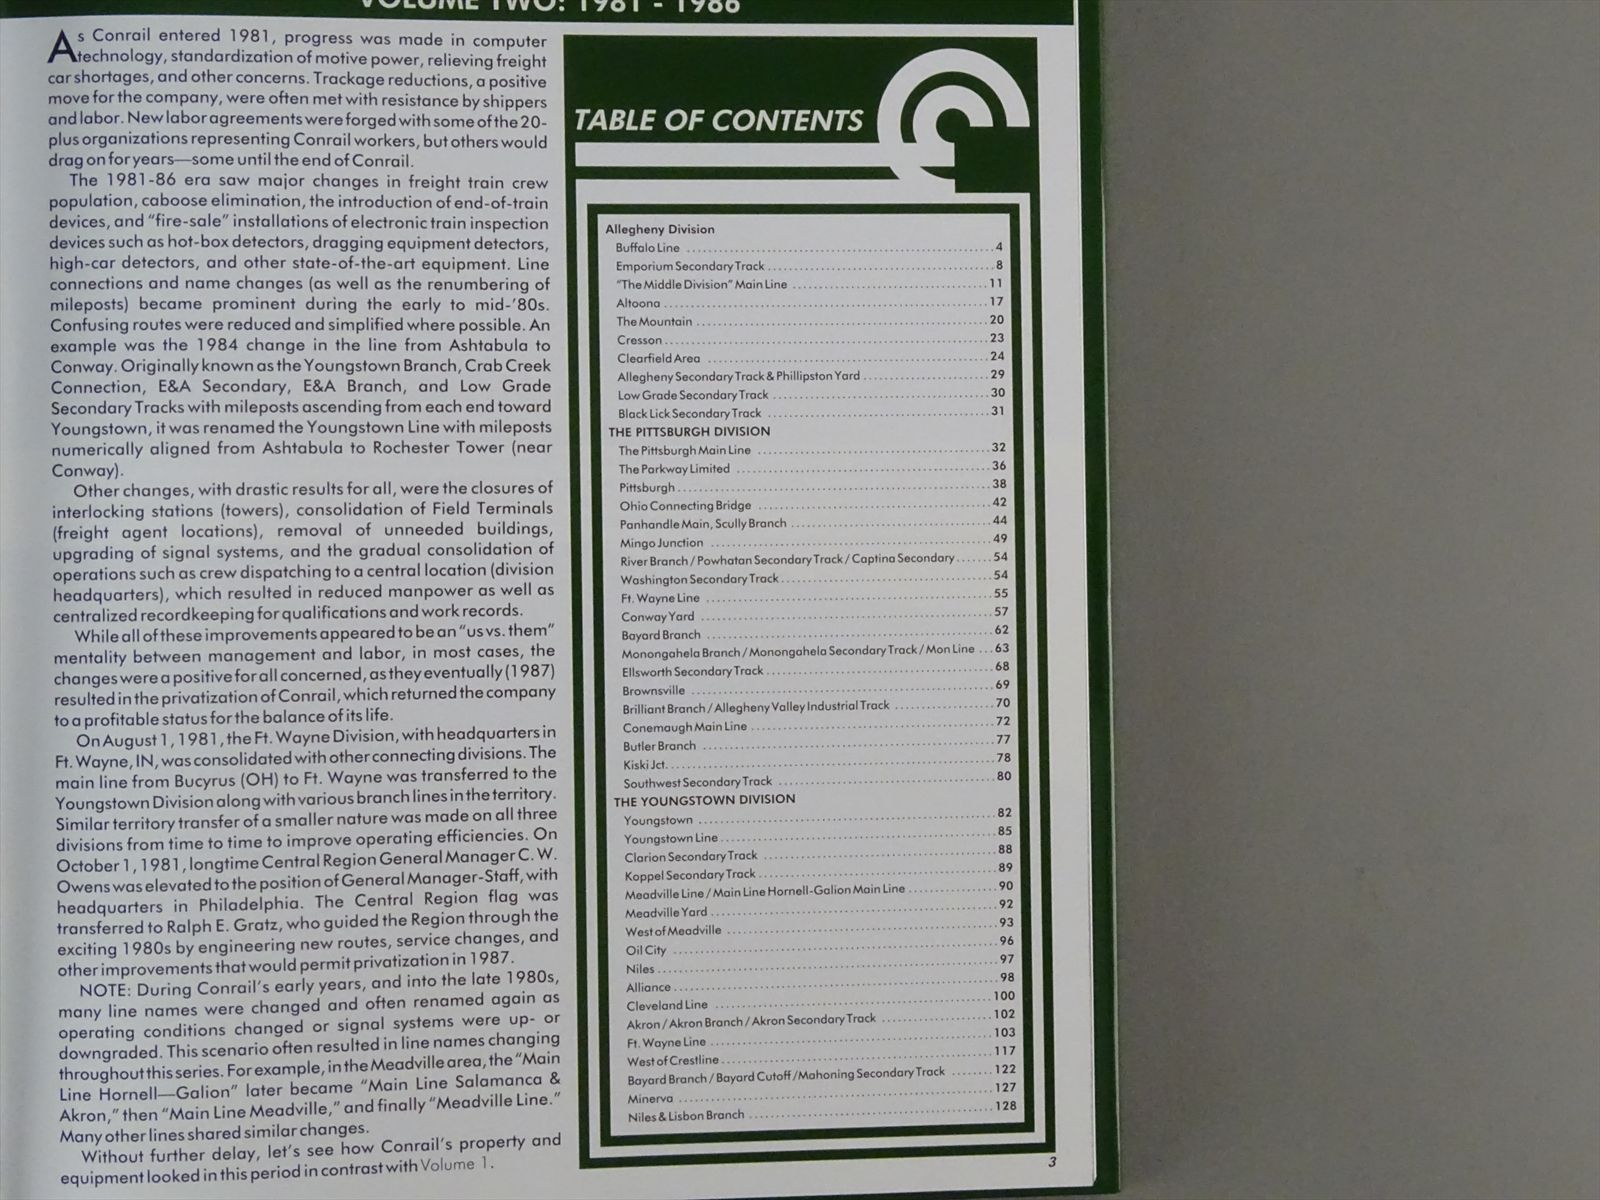 VOLUME TWO: 1981 - 1986
As Conrail entered 1981, progress was made in computer
technology, standardization of motive power, relieving freight
car shortages, and other concerns. Trackage reductions, a positive
move for the company, were often met with resistance by shippers
and labor. New labor agreements were forged with some of the 20-
plus organizations representing Conrail workers, but others would
drag on for years—some until the end of Conrail.
The 1981-86 era saw major changes in freight train crew
population, caboose elimination, the introduction of end-of-train
devices, and "fire-sale" installations of electronic train inspection
devices such as hot-box detectors, dragging equipment detectors,
high-car detectors, and other state-of-the-art equipment. Line
connections and name changes (as well as the renumbering of
mileposts) became prominent during the early to mid-'80s.
Confusing routes were reduced and simplified where possible. An
example was the 1984 change in the line from Ashtabula to
Conway. Originally known as the Youngstown Branch, Crab Creek
Connection, E&A Secondary, E&A Branch, and Low Grade
Secondary Tracks with mileposts ascending from each end toward
Youngstown, it was renamed the Youngstown Line with mileposts
numerically aligned from Ashtabula to Rochester Tower (near
Conway).
Other changes, with drastic results for all, were the closures of
interlocking stations (towers), consolidation of Field Terminals
(freight agent locations), removal of unneeded buildings,
upgrading of signal systems, and the gradual consolidation of
operations such as crew dispatching to a central location (division
headquarters), which resulted in reduced manpower as well as
centralized recordkeeping for qualifications and work records.
While all of these improvements appeared to be an "us vs. them"
mentality between management and labor, in most cases, the
changes were a positive for all concerned, as they eventually (1987)
resulted in the privatization of Conrail, which returned the company
to a profitable status for the balance of its life.
On August 1, 1981, the Ft. Wayne Division, with headquarters in
Ft. Wayne, IN, was consolidated with other connecting divisions. The
main line from Bucyrus (OH) to Ft. Wayne was transferred to the
Youngstown Division along with various branch lines in the territory.
Similar territory transfer of a smaller nature was made on all three
divisions from time to time to improve operating efficiencies. On
October 1, 1981, longtime Central Region General Manager C. W.
Owens was elevated to the position of General Manager-Staff, with
headquarters in Philadelphia. The Central Region flag was
transferred to Ralph E. Gratz, who guided the Region through the
exciting 1980s by engineering new routes, service changes, and
other improvements that would permit privatization in 1987.
NOTE: During Conrail's early years, and into the late 1980s,
many line names were changed and often renamed again as
operating conditions changed or signal systems were up- or
downgraded. This scenario often resulted in line names changing
throughout this series. For example, in the Meadville area, the "Main
Line Hornell—Galion" later became "Main Line Salamanca &
Akron," then "Main Line Meadville," and finally "Meadville Line."
Many other lines shared similar changes.
Without further delay, let's see how Conrail's property and
equipment looked in this period in contrast with Volume 1.
TABLE OF CONTENTS
Allegheny Division
Buffalo Line 4
Emporium Secondary Track 8
"The Middle Division" Main Line 11
Altoona 17
The Mountain 20
Cresson 23
Clearfield Area 24
Allegheny Secondary Track & Phillipston Yard 29
Low Grade Secondary Track 30
Black Lick Secondary Track 31
THE PITTSBURGH DIVISION
The Pittsburgh Main Line 32
The Parkway Limited 36
Pittsburgh 38
Ohio Connecting Bridge 42
Panhandle Main, Scully Branch 44
Mingo Junction 49
River Branch / Powhatan Secondary Track / Captina Secondary 54
Washington Secondary Track 54
Ft. Wayne Line 55
Conway Yard 57
Bayard Branch 62
Monongahela Branch / Monongahela Secondary Track / Mon Line 63
Ellsworth Secondary Track 68
Brownsville 69
Brilliant Branch / Allegheny Valley Industrial Track 70
Conemaugh Main Line 72
Butler Branch 77
Kiski Jct. 78
Southwest Secondary Track 80
THE YOUNGSTOWN DIVISION
Youngstown 82
Youngstown Line 85
Clarion Secondary Track 88
Koppel Secondary Track 89
Meadville Line / Main Line Hornell-Galion Main Line 90
Meadville Yard 92
West of Meadville 93
Oil City 96
Niles 97
Alliance 98
Cleveland Line 100
Akron / Akron Branch / Akron Secondary Track 102
Ft. Wayne Line 103
West of Crestline 117
Bayard Branch / Bayard Cutoff / Mahoning Secondary Track 122
Minerva 127
Niles & Lisbon Branch 128
3